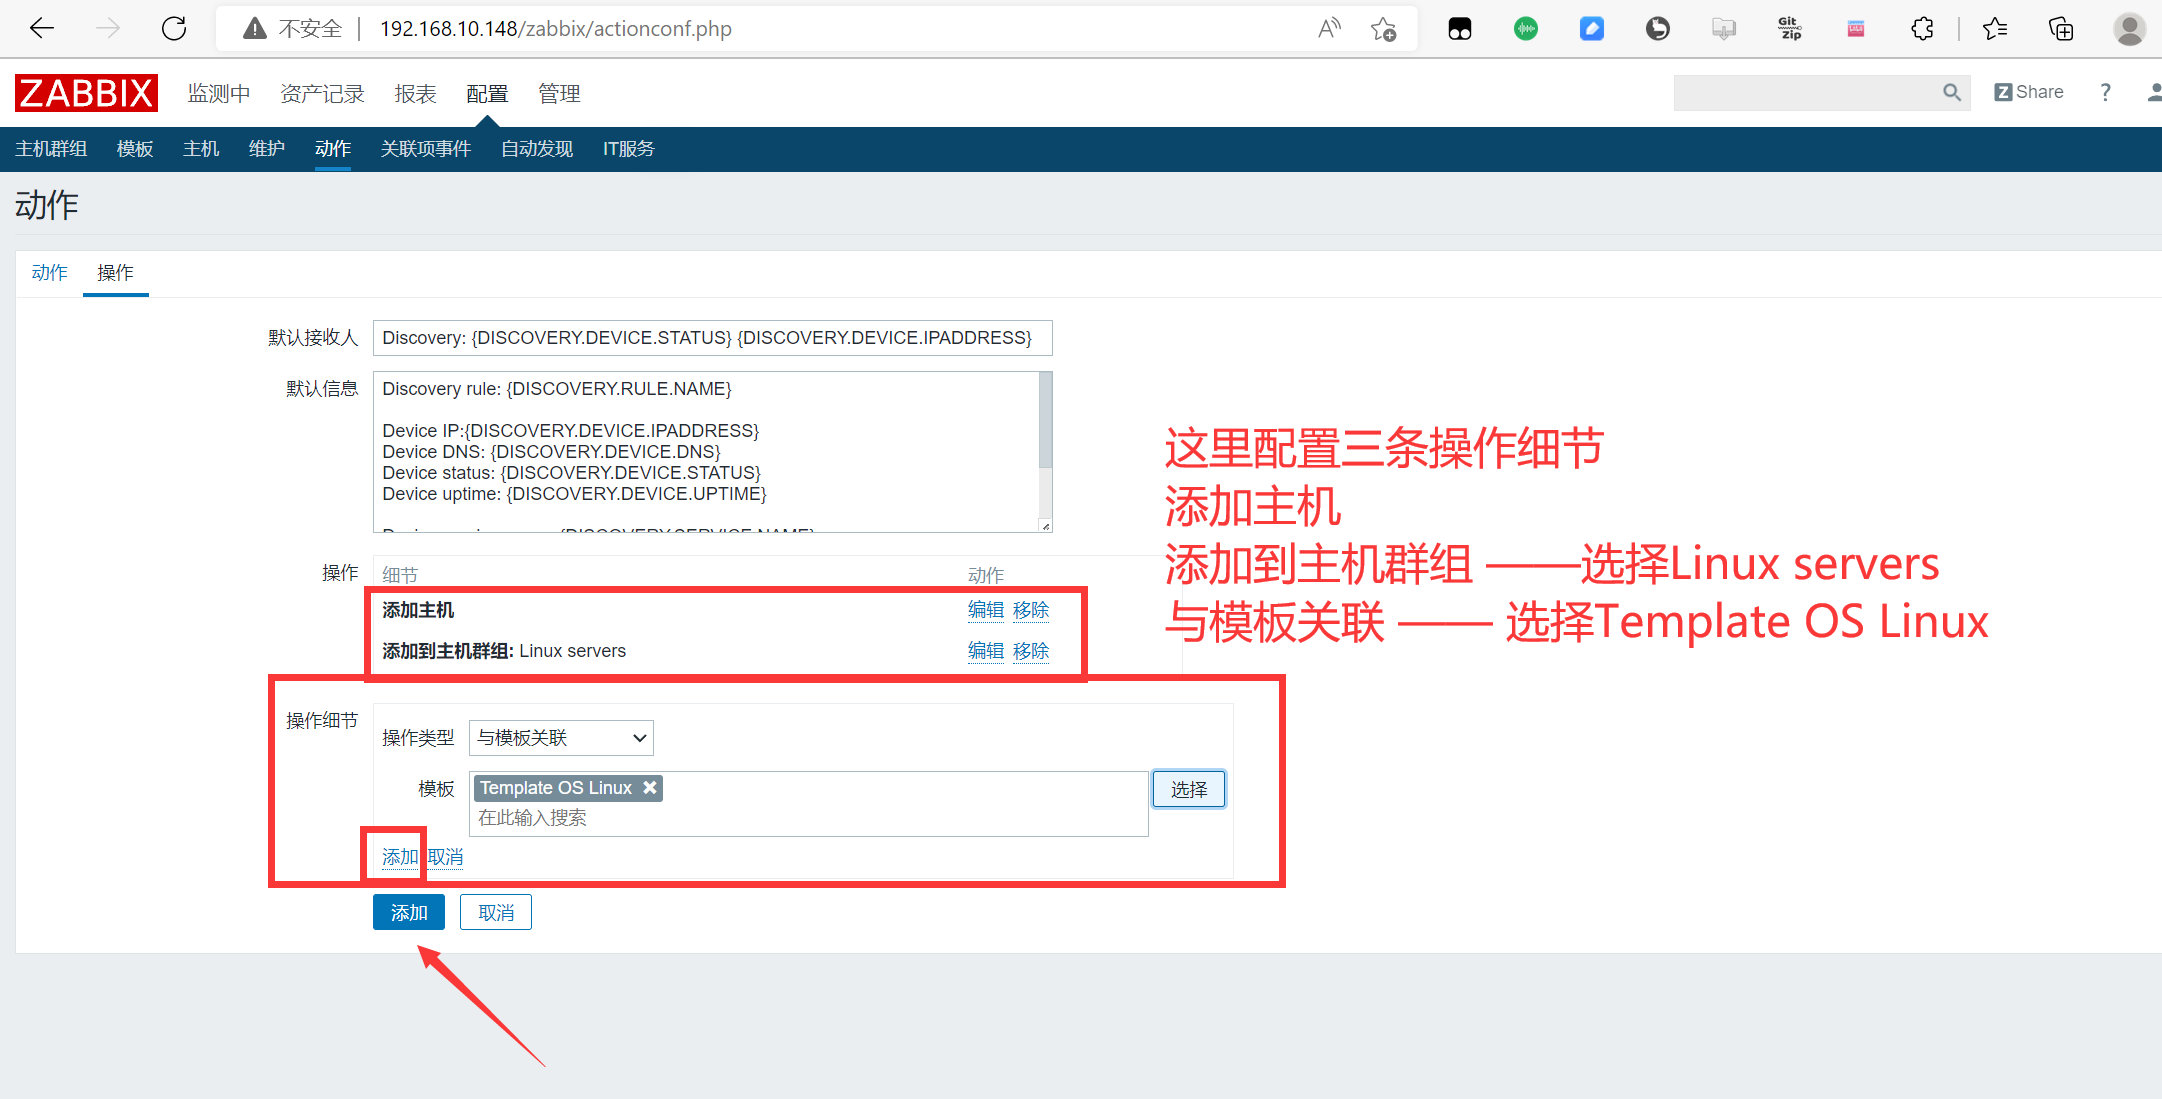 不安全 | 192.168.10.148/zabbix/actionconf.php
Git Zip
ZABBIX 监测中 资产记录 报表 配置 管理 Z Share ?
主机群组 模板 主机 维护 动作 关联项事件 自动发现 IT服务
动作
动作 操作
默认接收人 Discovery: {DISCOVERY.DEVICE.STATUS} {DISCOVERY.DEVICE.IPADDRESS}
默认信息 Discovery rule: {DISCOVERY.RULE.NAME}
Device IP:{DISCOVERY.DEVICE.IPADDRESS}
Device DNS: {DISCOVERY.DEVICE.DNS}
Device status: {DISCOVERY.DEVICE.STATUS}
Device uptime: {DISCOVERY.DEVICE.UPTIME}
这里配置三条操作细节
添加主机
添加到主机群组 ——选择Linux servers
与模板关联 —— 选择Template OS Linux
操作 细节 动作
添加主机 编辑 移除
添加到主机群组: Linux servers 编辑 移除
操作细节 操作类型 与模板关联
模板 Template OS Linux 选择
在此输入搜索
添加 取消
添加 取消